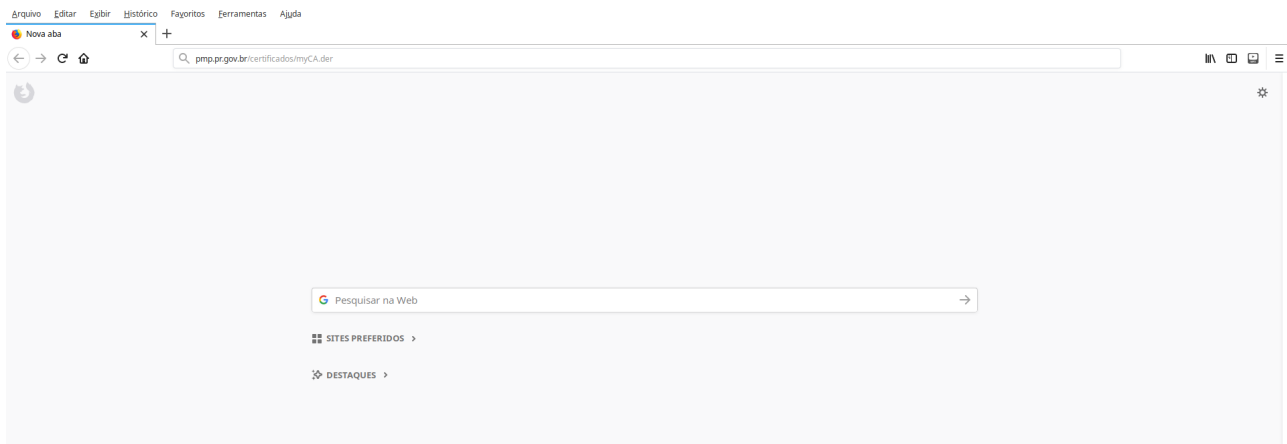 Arquivo Editar Exibir Histórico Favoritos Ferramentas Ajuda
Nova aba
pmp.pr.gov.br/certificados/myCA.der
Pesquisar na Web
SITES PREFERIDOS
DESTAQUES